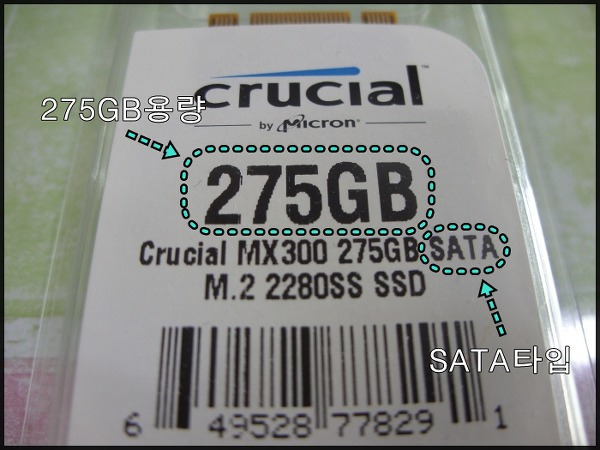 crucial™
275GB용량
by Micron®
275GB
Crucial MX300 275GB SATA
M.2 2280SS SSD
SATA타입
6 49528 77829 1